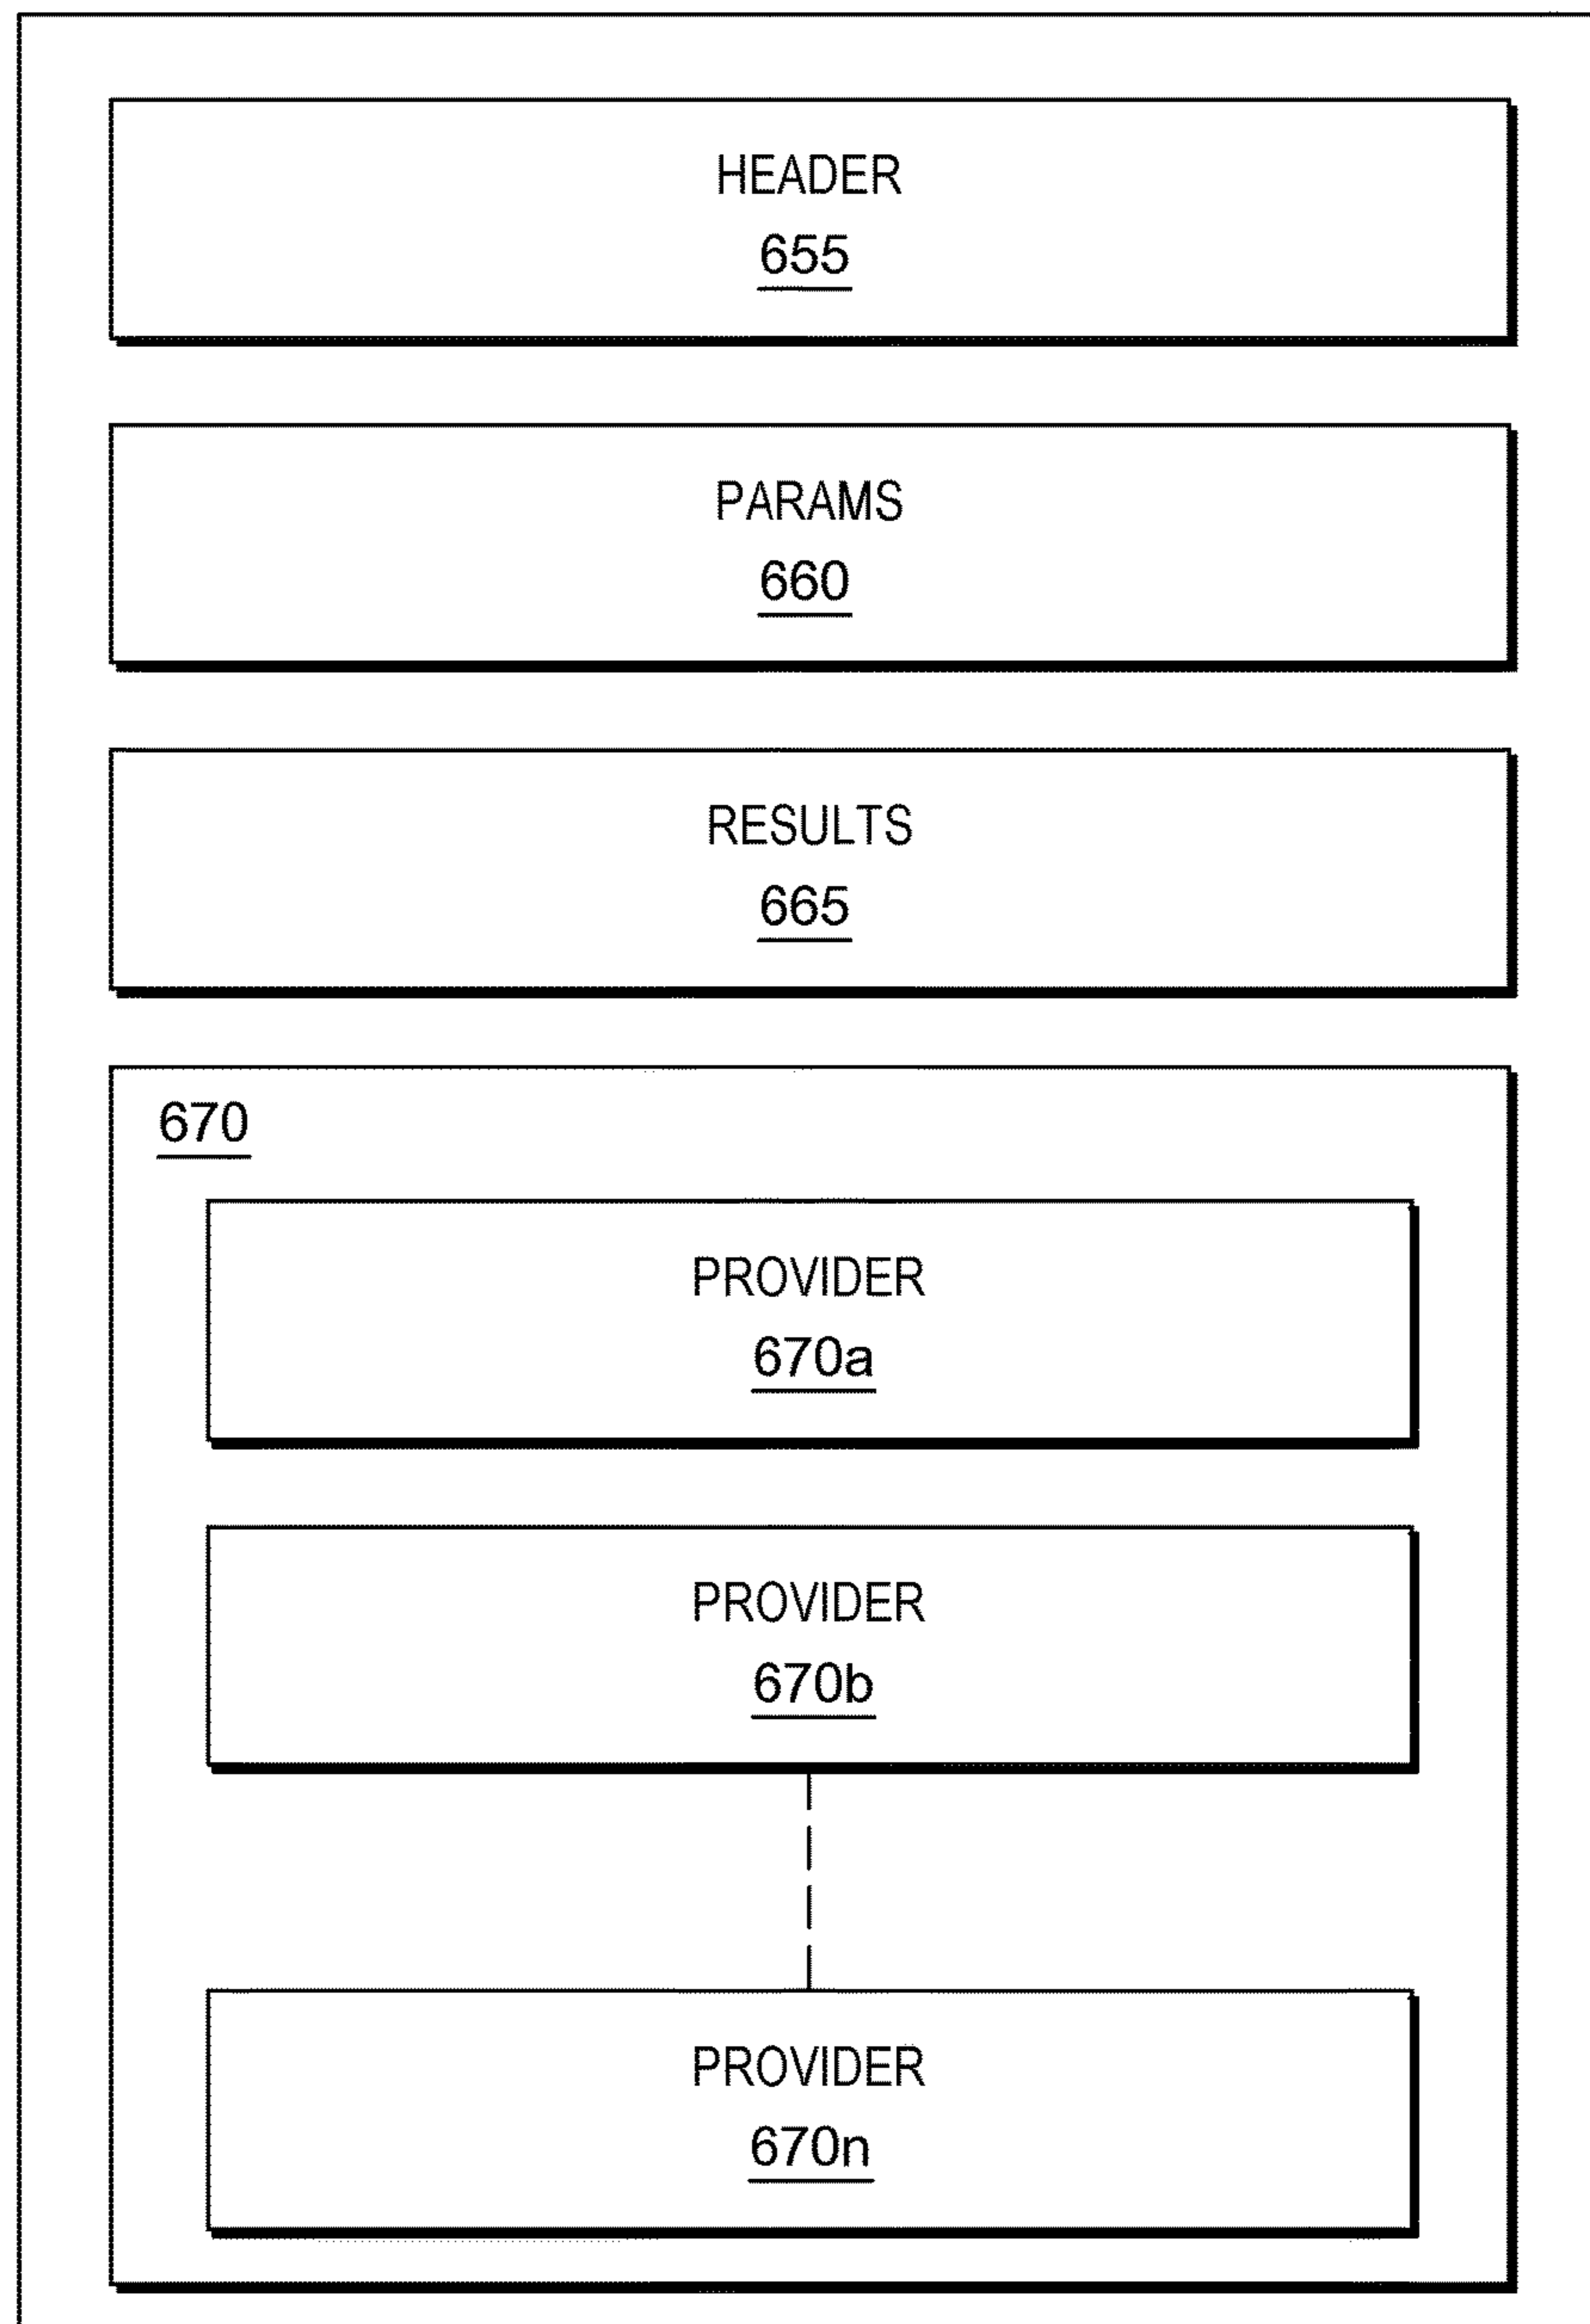 HEADER
655
PARAMS
660
RESULTS
665
670
PROVIDER
670a
PROVIDER
670b
PROVIDER
670n